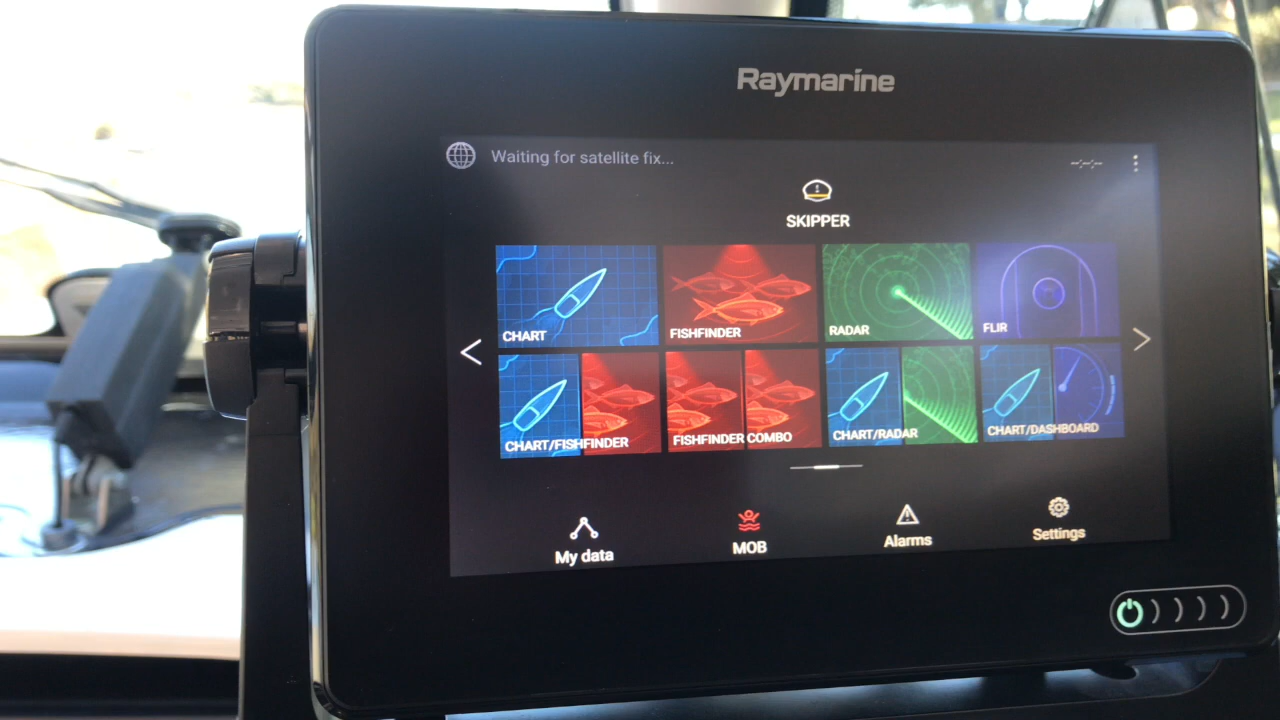 Raymarine
Waiting for satellite fix...
--:--:--
SKIPPER
CHART
FISHFINDER
RADAR
FLIR
CHART/FISHFINDER
FISHFINDER COMBO
CHART/RADAR
CHART/DASHBOARD
My data
MOB
Alarms
Settings